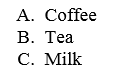 A. Coffee
B. Tea
C. Milk